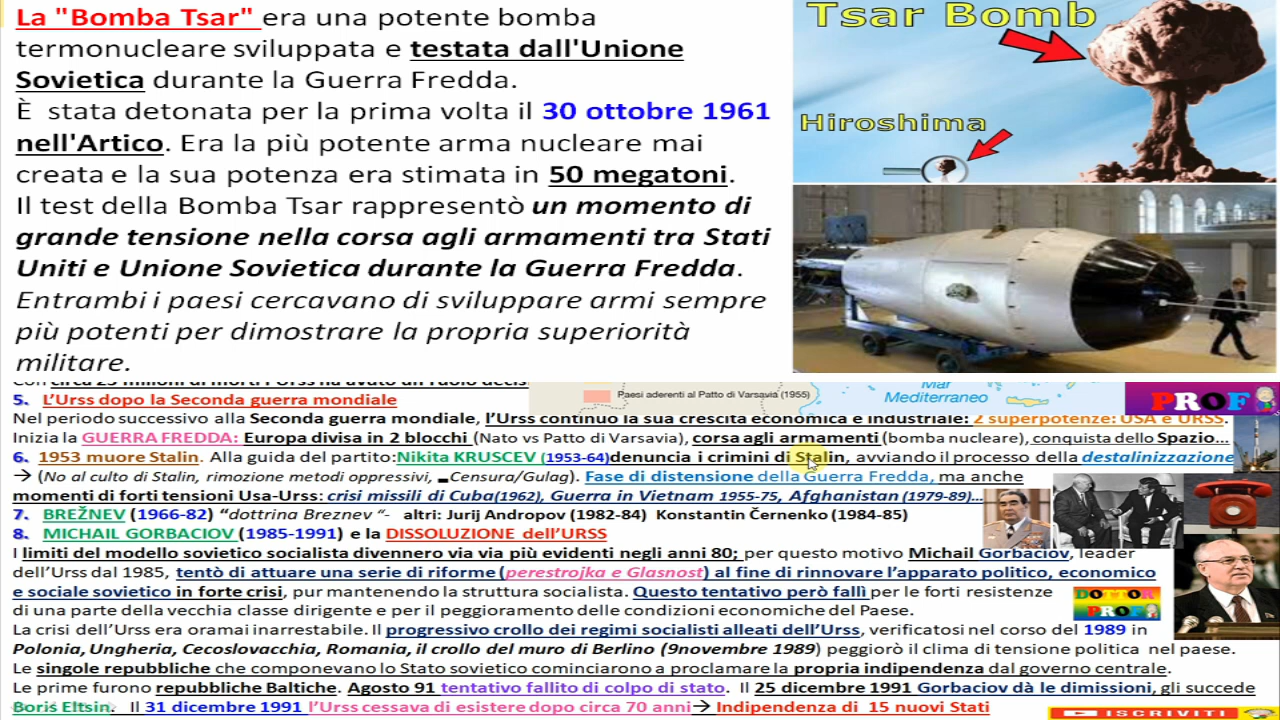 La "Bomba Tsar" era una potente bomba
termonucleare sviluppata e testata dall'Unione
Sovietica durante la Guerra Fredda.
È stata detonata per la prima volta il 30 ottobre 1961
nell'Artico. Era la più potente arma nucleare mai
creata e la sua potenza era stimata in 50 megatoni.
Il test della Bomba Tsar rappresentò un momento di
grande tensione nella corsa agli armamenti tra Stati
Uniti e Unione Sovietica durante la Guerra Fredda.
Entrambi i paesi cercavano di sviluppare armi sempre
più potenti per dimostrare la propria superiorità
militare.
Tsar Bomb
Hiroshima
Con circa 25 milioni di morti l'Urss ha avuto un ruolo
Paesi aderenti al Patto di Varsavia (1955)
Mar
Mediterraneo
PROF
5. L'Urss dopo la Seconda guerra mondiale
Nel periodo successivo alla Seconda guerra mondiale, l'Urss continuò la sua crescita economica e industriale: 2 superpotenze: USA e URSS.
Inizia la GUERRA FREDDA: Europa divisa in 2 blocchi (Nato vs Patto di Varsavia), corsa agli armamenti (bomba nucleare), conquista dello Spazio...
6. 1953 muore Stalin. Alla guida del partito:Nikita KRUSCEV (1953-64)denuncia i crimini di Stalin, avviando il processo della destalinizzazione
→ (No al culto di Stalin, rimozione metodi oppressivi, Censura/Gulag). Fase di distensione della Guerra Fredda, ma anche
momenti di forti tensioni Usa-Urss: crisi missili di Cuba(1962), Guerra in Vietnam 1955-75, Afghanistan (1979-89)...
7. BREŽNEV (1966-82) “dottrina Breznev “- altri: Jurij Andropov (1982-84) Konstantin Černenko (1984-85)
8. MICHAIL GORBACIOV (1985-1991) e la DISSOLUZIONE dell’URSS
I limiti del modello sovietico socialista divennero via via più evidenti negli anni 80; per questo motivo Michail Gorbaciov, leader
dell’Urss dal 1985, tentò di attuare una serie di riforme (perestrojka e Glasnost) al fine di rinnovare l’apparato politico, economico
e sociale sovietico in forte crisi, pur mantenendo la struttura socialista. Questo tentativo però fallì per le forti resistenze
di una parte della vecchia classe dirigente e per il peggioramento delle condizioni economiche del Paese.
DOTTOR
PROF
La crisi dell’Urss era oramai inarrestabile. Il progressivo crollo dei regimi socialisti alleati dell’Urss, verificatosi nel corso del 1989 in
Polonia, Ungheria, Cecoslovacchia, Romania, il crollo del muro di Berlino (9novembre 1989) peggiorò il clima di tensione politica nel paese.
Le singole repubbliche che componevano lo Stato sovietico cominciarono a proclamare la propria indipendenza dal governo centrale.
Le prime furono repubbliche Baltiche. Agosto 91 tentativo fallito di colpo di stato. Il 25 dicembre 1991 Gorbaciov dà le dimissioni, gli succede
Boris Eltsin. Il 31 dicembre 1991 l’Urss cessava di esistere dopo circa 70 anni→ Indipendenza di 15 nuovi Stati
ISCRIVITI